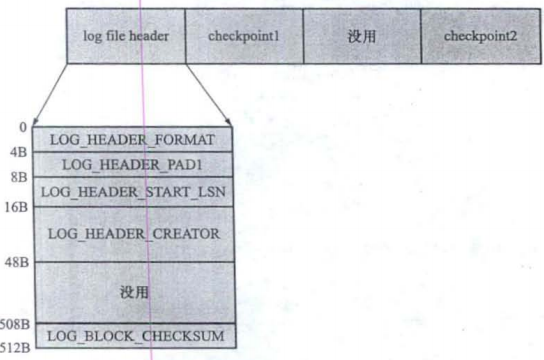 log file header
checkpoint1
没用
checkpoint2
0
LOG_HEADER_FORMAT
4B
LOG_HEADER_PAD1
8B
LOG_HEADER_START_LSN
16B
LOG_HEADER_CREATOR
48B
没用
508B
LOG_BLOCK_CHECKSUM
512B